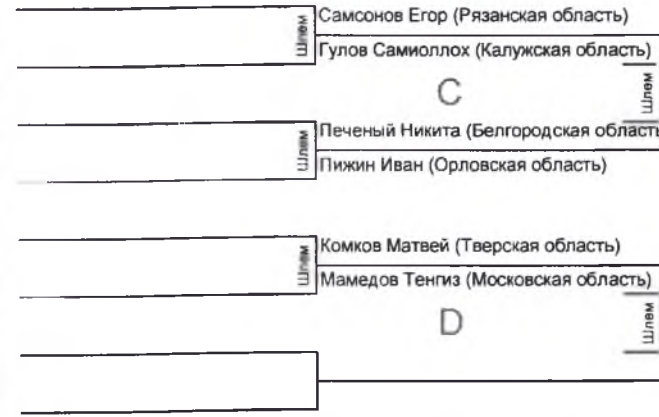 Шлем
Самсонов Егор (Рязанская область)
Гулов Самиоллох (Калужская область)
C
Шлем
Шлем
Печеный Никита (Белгородская область
Пижин Иван (Орловская область)
Шлем
Комков Матвей (Тверская область)
Мамедов Тенгиз (Московская область)
D
Шлем